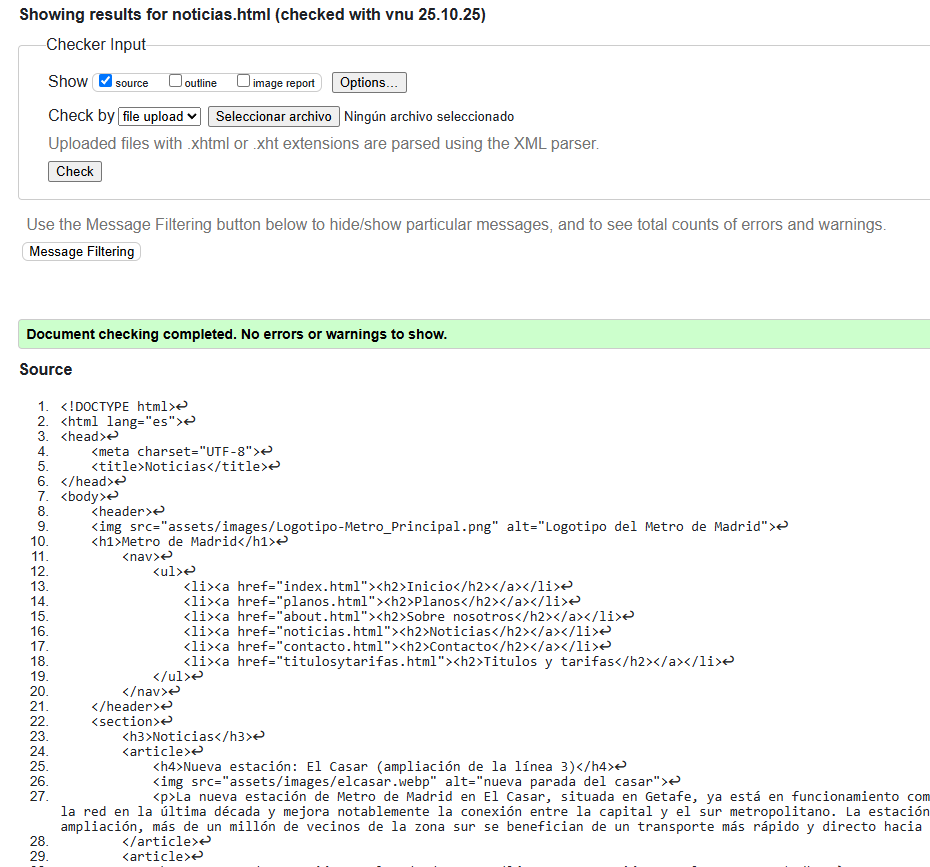 Showing results for noticias.html (checked with vnu 25.10.25)
Checker Input
Show source outline image report Options...
Check by file upload Seleccionar archivo Ningún archivo seleccionado
Uploaded files with .xhtml or .xht extensions are parsed using the XML parser.
Check
Use the Message Filtering button below to hide/show particular messages, and to see total counts of errors and warnings.
Message Filtering
Document checking completed. No errors or warnings to show.
Source
1. <!DOCTYPE html>↩
2. <html lang="es">↩
3. <head>↩
4.     <meta charset="UTF-8">↩
5.     <title>Noticias</title>↩
6. </head>↩
7. <body>↩
8.     <header>↩
9.     <img src="assets/images/Logotipo-Metro_Principal.png" alt="Logotipo del Metro de Madrid">↩
10.     <h1>Metro de Madrid</h1>↩
11.         <nav>↩
12.             <ul>↩
13.                 <li><a href="index.html"><h2>Inicio</h2></a></li>↩
14.                 <li><a href="planos.html"><h2>Planos</h2></a></li>↩
15.                 <li><a href="about.html"><h2>Sobre nosotros</h2></a></li>↩
16.                 <li><a href="noticias.html"><h2>Noticias</h2></a></li>↩
17.                 <li><a href="contacto.html"><h2>Contacto</h2></a></li>↩
18.                 <li><a href="titulosytarifas.html"><h2>Titulos y tarifas</h2></a></li>↩
19.             </ul>↩
20.         </nav>↩
21.     </header>↩
22.     <section>↩
23.         <h3>Noticias</h3>↩
24.         <article>↩
25.             <h4>Nueva estación: El Casar (ampliación de la línea 3)</h4>↩
26.             <img src="assets/images/elcasar.webp" alt="nueva parada del casar">↩
27.             <p>La nueva estación de Metro de Madrid en El Casar, situada en Getafe, ya está en funcionamiento com
la red en la última década y mejora notablemente la conexión entre la capital y el sur metropolitano. La estación
ampliación, más de un millón de vecinos de la zona sur se benefician de un transporte más rápido y directo hacia
28.         </article>↩
29.         <article>↩